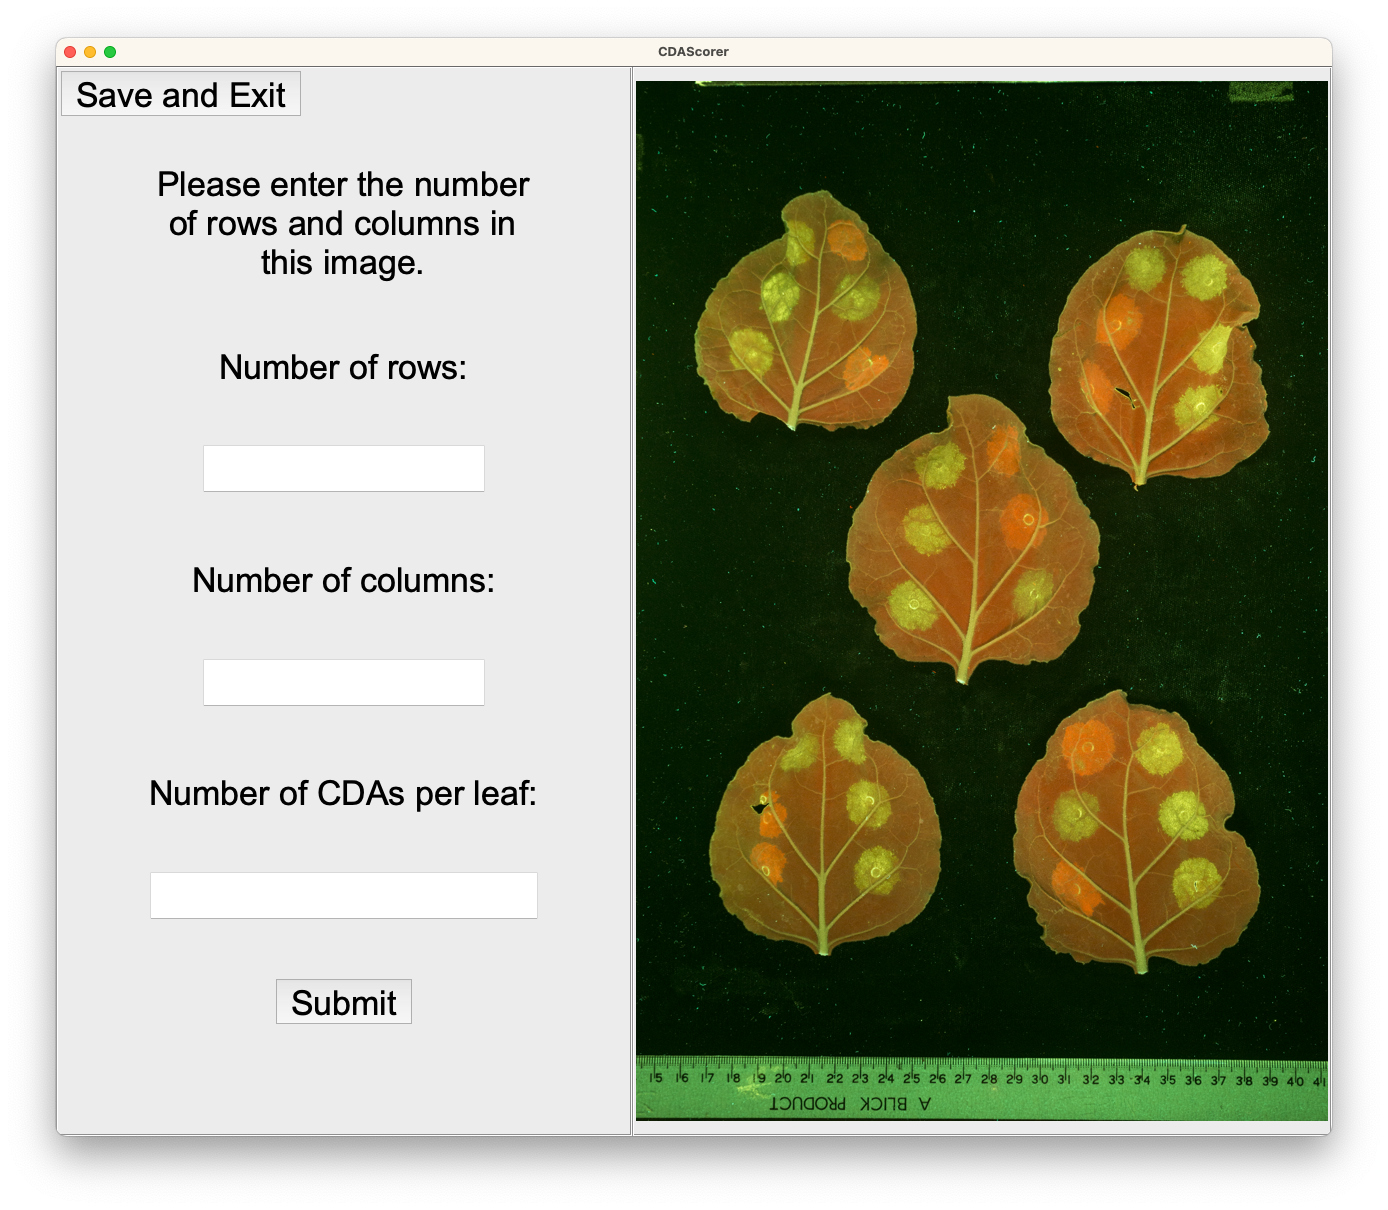 CDAScorer
Save and Exit
Please enter the number
of rows and columns in
this image.
Number of rows:
Number of columns:
Number of CDAs per leaf:
Submit
15 16 17 18 19 20 21 22 23 24 25 26 27 28 29 30 31 32 33 34 35 36 37 38 39 40 41
A BLICK PRODUCT